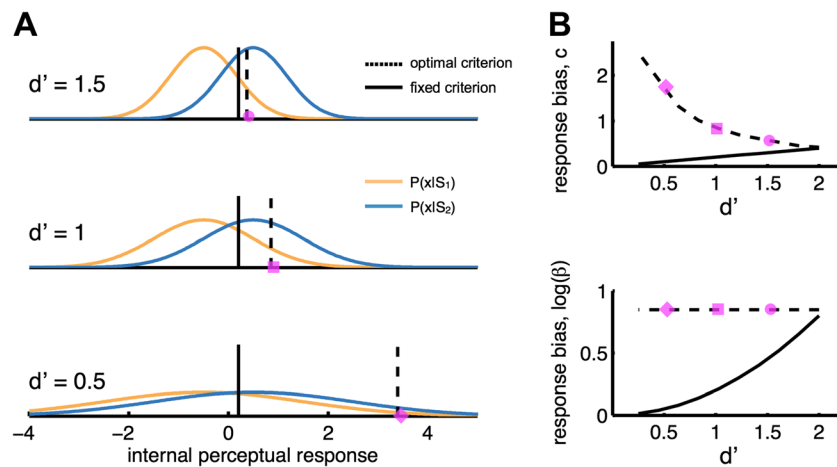 A
d' = 1.5
optimal criterion
fixed criterion
P(x|S₁)
P(x|S₂)
d' = 1
d' = 0.5
−4 −2 0 2 4
internal perceptual response
B
response bias, c
2
1
0
0.5 1 1.5 2
d'
response bias, log(β)
1
0.5
0
0.5 1 1.5 2
d'